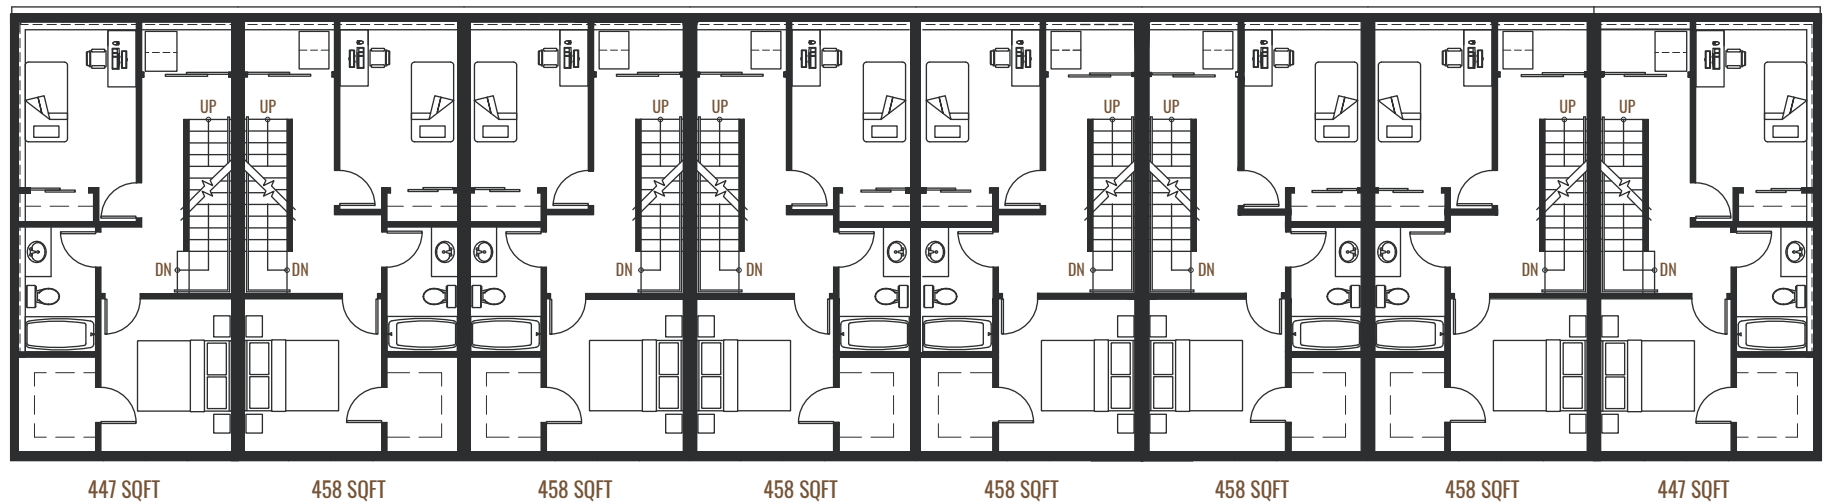 UP UP UP UP UP UP UP UP
DN DN DN DN DN DN DN DN
447 SQFT 458 SQFT 458 SQFT 458 SQFT 458 SQFT 458 SQFT 458 SQFT 447 SQFT